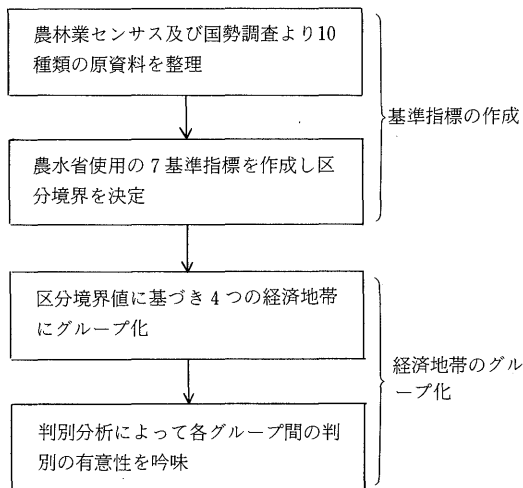 農林業センサス及び国勢調査より10
種類の原資料を整理
基準指標の作成
農水省使用の7基準指標を作成し区
分境界を決定
区分境界値に基づき4つの経済地帯
にグループ化
経済地帯のグル
ープ化
判別分析によって各グループ間の判
別の有意性を吟味